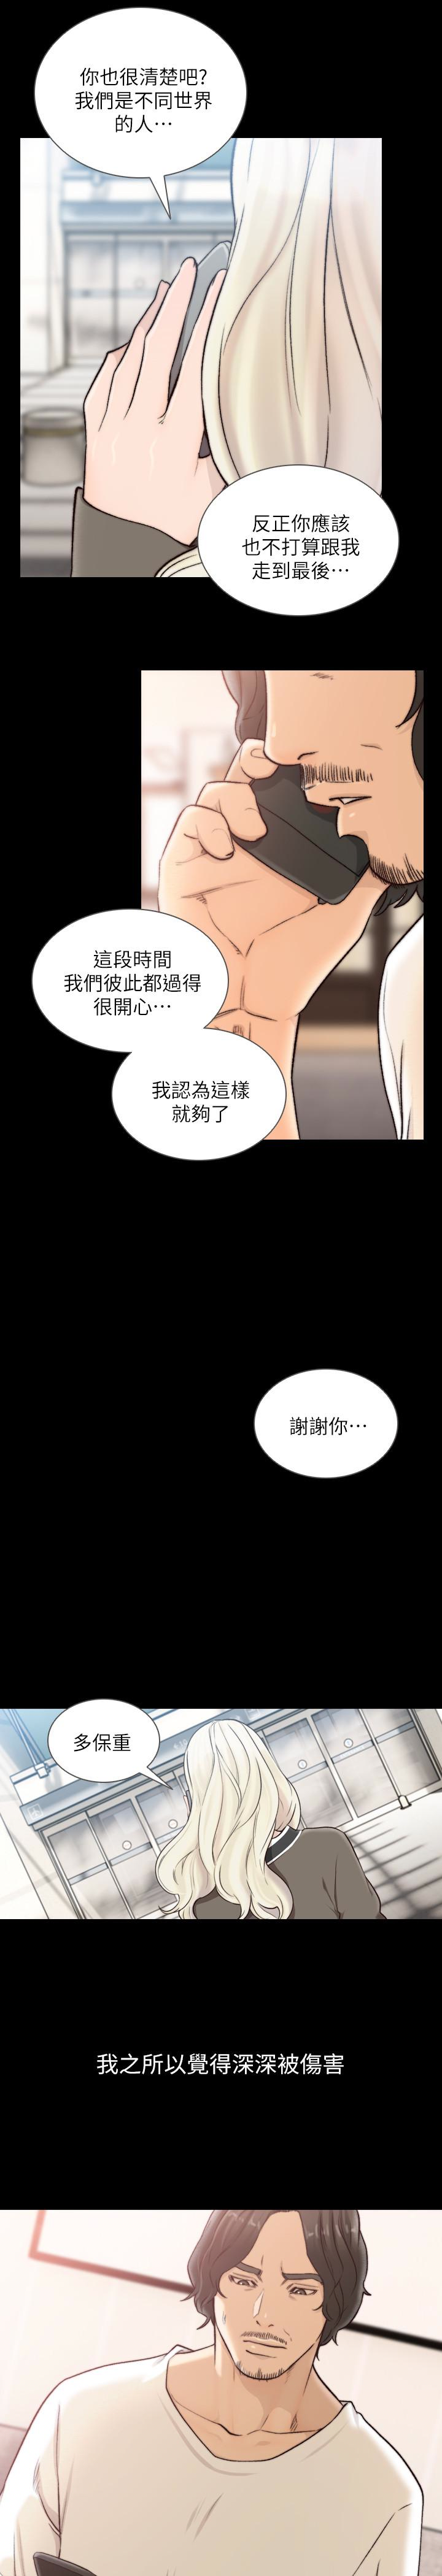 你也很清楚吧?
我們是不同世界
的人…
反正你應該
也不打算跟我
走到最後…
這段時間
我們彼此都過得
很開心…
我認為這樣
就夠了
謝謝你…
多保重
我之所以覺得深深被傷害